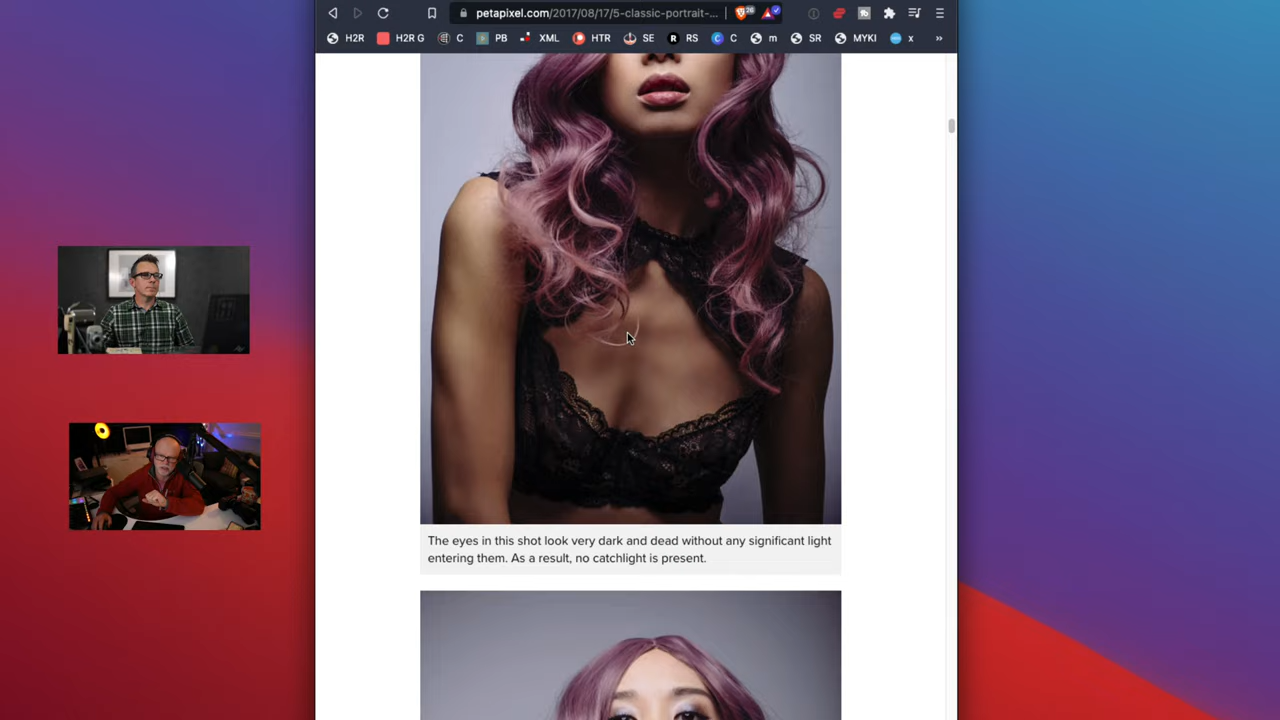 petapixel.com/2017/08/17/5-classic-portrait-...
26
H2R
H2R G
C
PB
XML
HTR
SE
R
RS
C
C
m
SR
MYKI
x
»
The eyes in this shot look very dark and dead without any significant light
entering them. As a result, no catchlight is present.